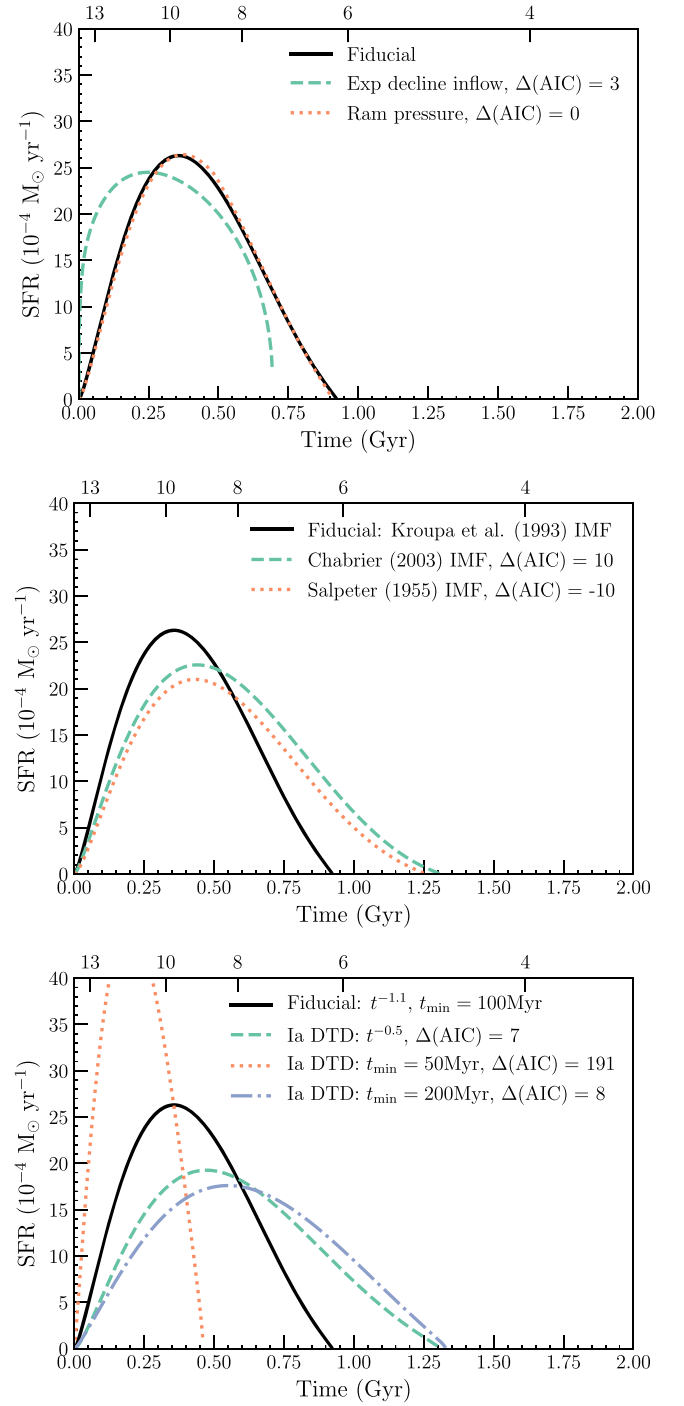 13 10 8 6 4
40
35
30
25
20
15
10
5
0
SFR (10⁻⁴ M☉ yr⁻¹)
Fiducial
Exp decline inflow, Δ(AIC) = 3
Ram pressure, Δ(AIC) = 0
0.00 0.25 0.50 0.75 1.00 1.25 1.50 1.75 2.00
Time (Gyr)
13 10 8 6 4
40
35
30
25
20
15
10
5
0
SFR (10⁻⁴ M☉ yr⁻¹)
Fiducial: Kroupa et al. (1993) IMF
Chabrier (2003) IMF, Δ(AIC) = 10
Salpeter (1955) IMF, Δ(AIC) = -10
0.00 0.25 0.50 0.75 1.00 1.25 1.50 1.75 2.00
Time (Gyr)
13 10 8 6 4
40
35
30
25
20
15
10
5
0
SFR (10⁻⁴ M☉ yr⁻¹)
Fiducial: t⁻¹·¹, t_min = 100Myr
Ia DTD: t⁻⁰·⁵, Δ(AIC) = 7
Ia DTD: t_min = 50Myr, Δ(AIC) = 191
Ia DTD: t_min = 200Myr, Δ(AIC) = 8
0.00 0.25 0.50 0.75 1.00 1.25 1.50 1.75 2.00
Time (Gyr)